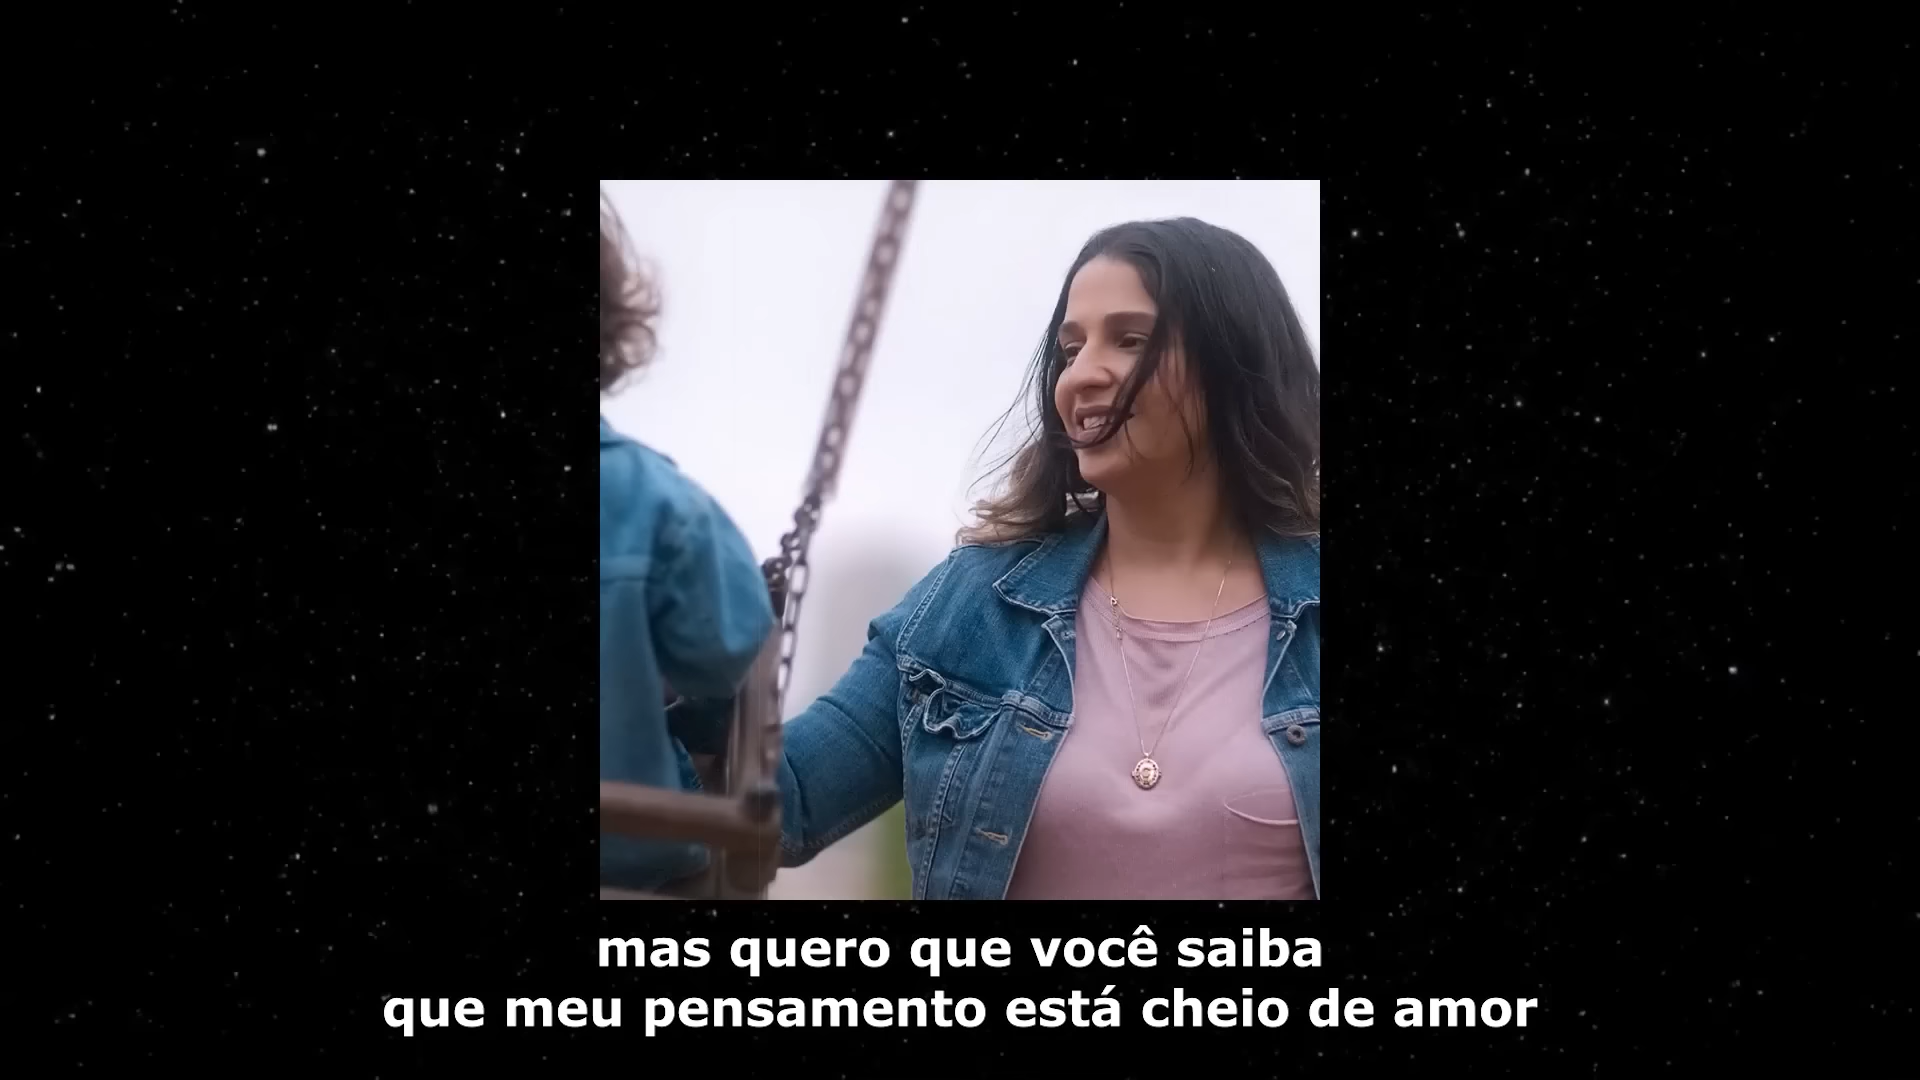 mas quero que você saiba
que meu pensamento está cheio de amor